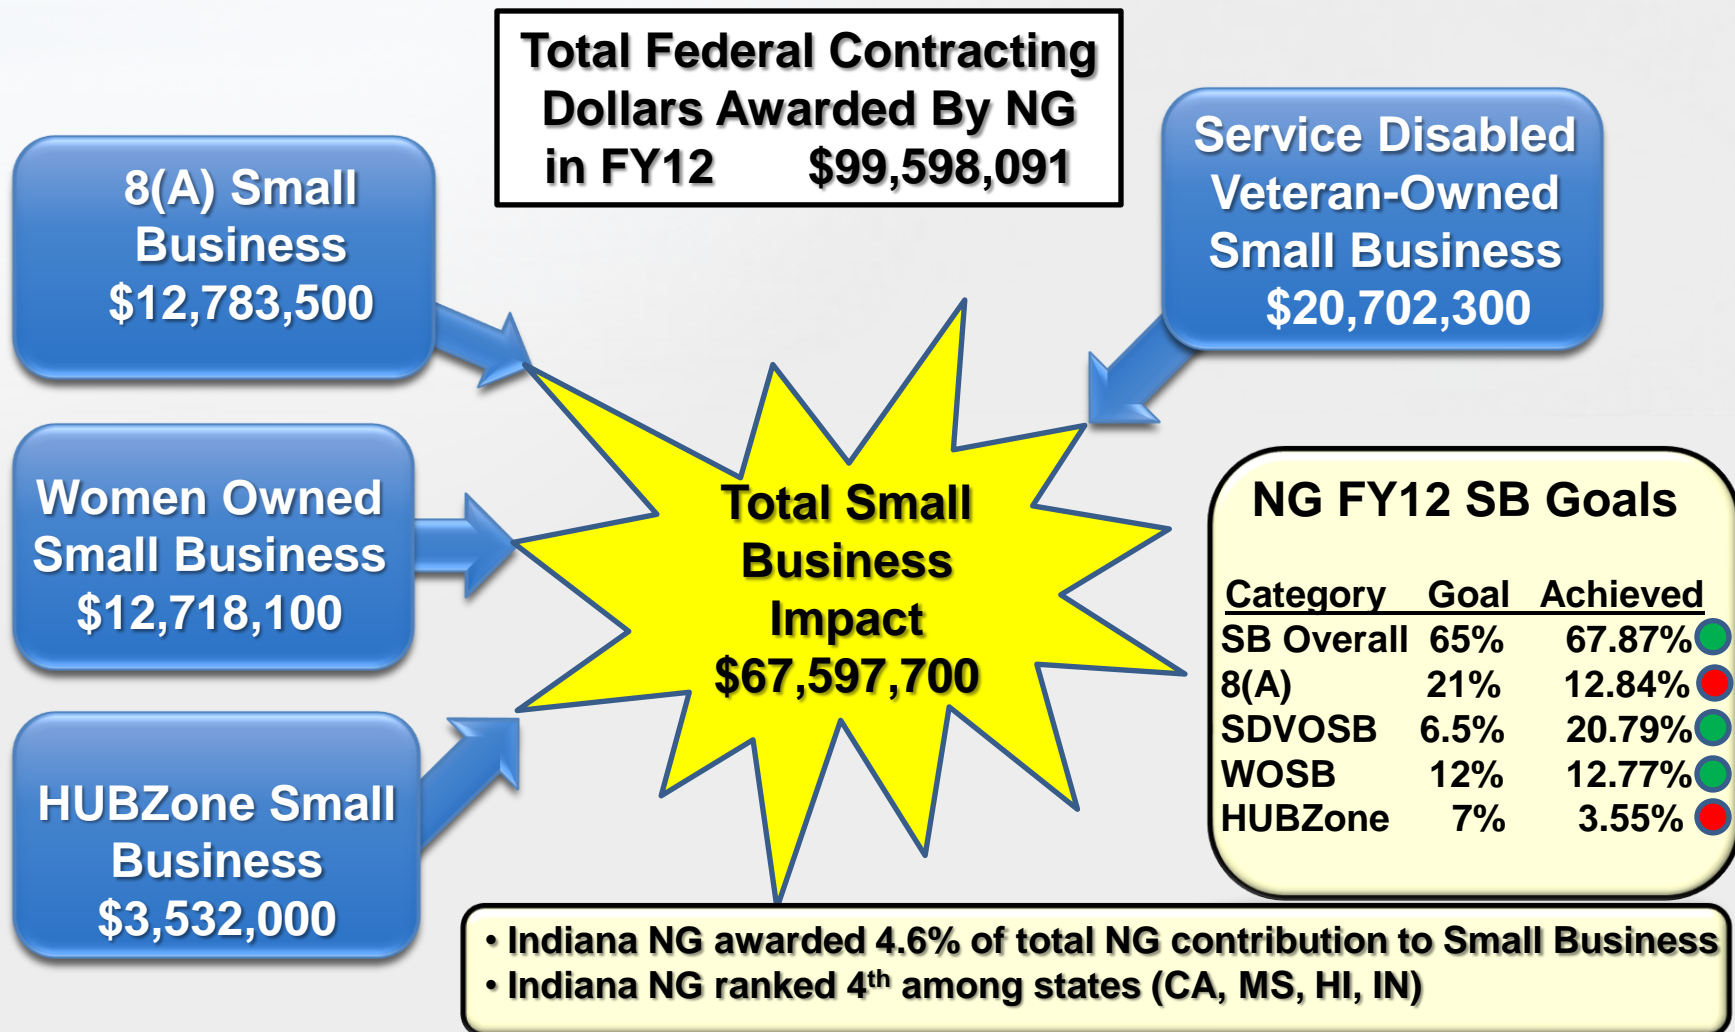 Total Federal Contracting
Dollars Awarded By NG
in FY12 $99,598,091
8(A) Small
Business
$12,783,500
Service Disabled
Veteran-Owned
Small Business
$20,702,300
Women Owned
Small Business
$12,718,100
Total Small
Business
Impact
$67,597,700
HUBZone Small
Business
$3,532,000
NG FY12 SB Goals
Category Goal Achieved
SB Overall 65% 67.87%
8(A) 21% 12.84%
SDVOSB 6.5% 20.79%
WOSB 12% 12.77%
HUBZone 7% 3.55%
• Indiana NG awarded 4.6% of total NG contribution to Small Business
• Indiana NG ranked 4th among states (CA, MS, HI, IN)